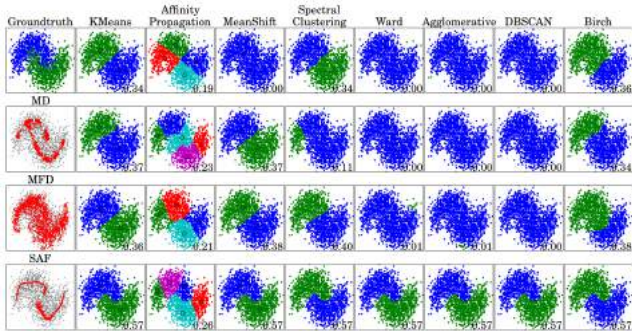 Affinity Spectral
Groundtruth KMeans Propagation MeanShift Clustering Ward Agglomerative DBSCAN Birch
0.34 0.19 0.00 0.34 0.00 0.00 0.00 0.36
MD
0.37 0.23 0.37 0.11 0.00 0.00 0.00 0.34
MFD
0.36 0.21 0.38 0.40 0.01 0.01 0.00 0.38
SAF
0.57 0.26 0.57 0.57 0.57 0.57 0.57 0.57